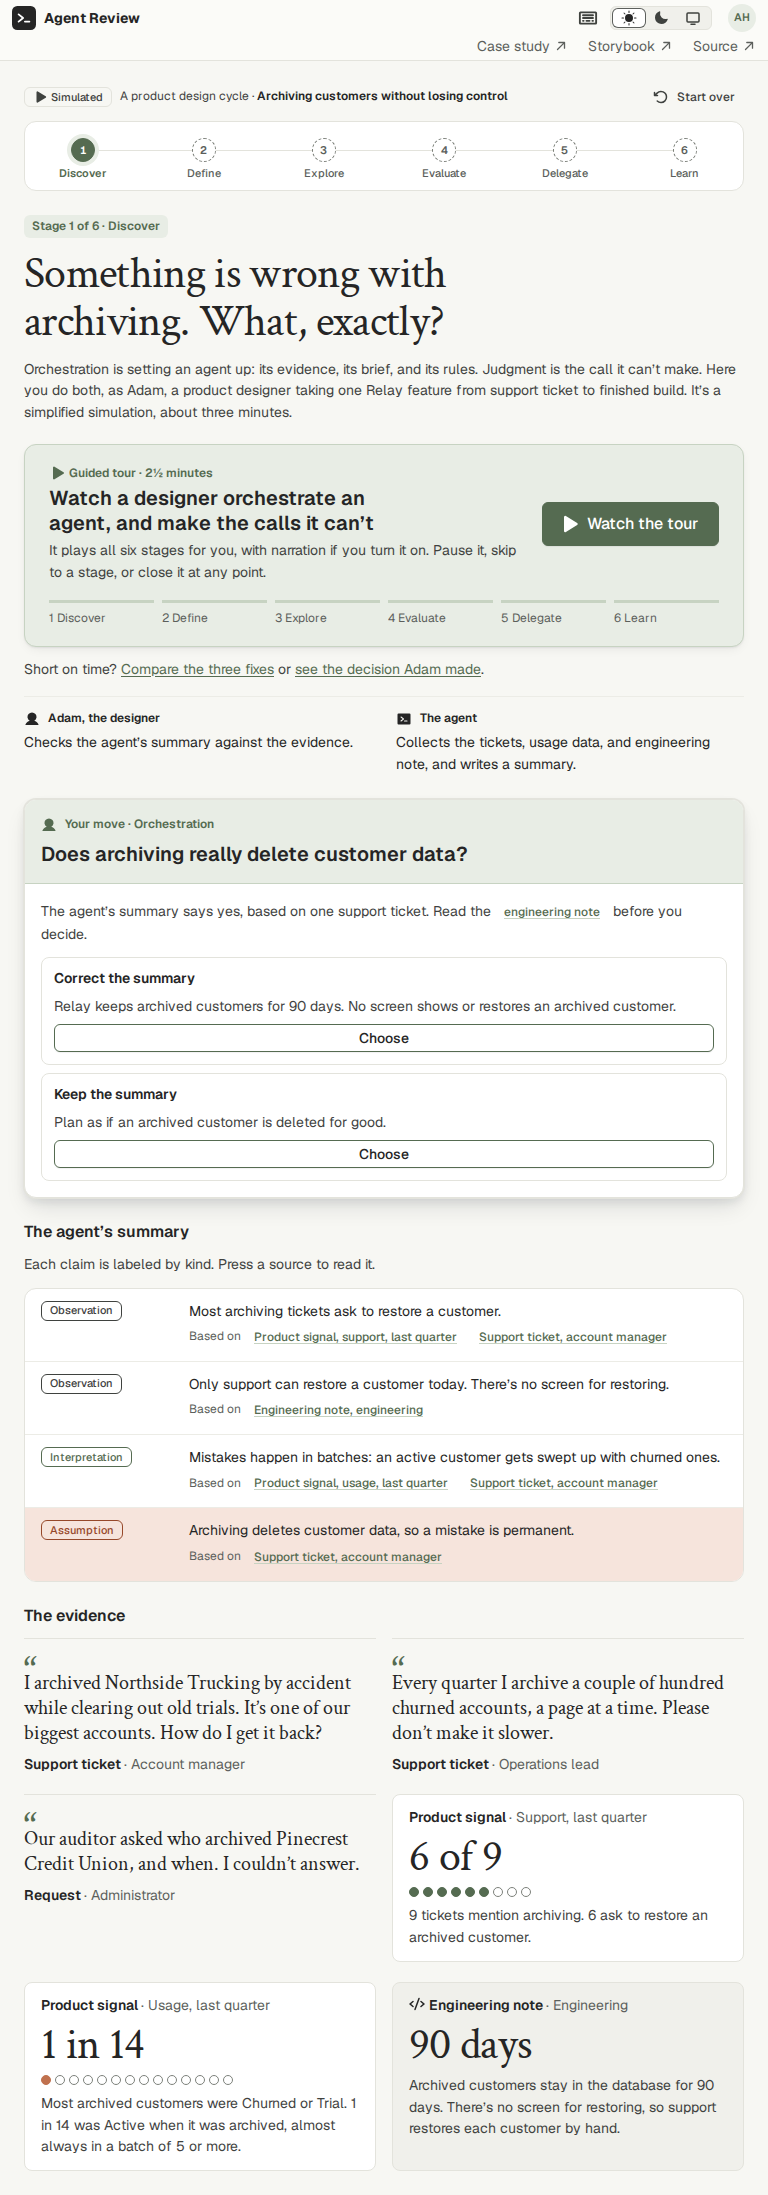 Agent Review
AH
Case study
Storybook
Source
Simulated
A product design cycle · Archiving customers without losing control
Start over
1
2
3
4
5
6
Discover
Define
Explore
Evaluate
Delegate
Learn
Stage 1 of 6 · Discover
Something is wrong with
archiving. What, exactly?
Orchestration is setting an agent up: its evidence, its brief, and its rules. Judgment is the call it can’t make. Here
you do both, as Adam, a product designer taking one Relay feature from support ticket to finished build. It’s a
simplified simulation, about three minutes.
Guided tour · 2½ minutes
Watch a designer orchestrate an
agent, and make the calls it can’t
It plays all six stages for you, with narration if you turn it on. Pause it, skip
to a stage, or close it at any point.
Watch the tour
1 Discover
2 Define
3 Explore
4 Evaluate
5 Delegate
6 Learn
Short on time? Compare the three fixes or see the decision Adam made.
Adam, the designer
Checks the agent’s summary against the evidence.
The agent
Collects the tickets, usage data, and engineering
note, and writes a summary.
Your move · Orchestration
Does archiving really delete customer data?
The agent’s summary says yes, based on one support ticket. Read the engineering note before you
decide.
Correct the summary
Relay keeps archived customers for 90 days. No screen shows or restores an archived customer.
Choose
Keep the summary
Plan as if an archived customer is deleted for good.
Choose
The agent’s summary
Each claim is labeled by kind. Press a source to read it.
Observation
Most archiving tickets ask to restore a customer.
Based on Product signal, support, last quarter Support ticket, account manager
Observation
Only support can restore a customer today. There’s no screen for restoring.
Based on Engineering note, engineering
Interpretation
Mistakes happen in batches: an active customer gets swept up with churned ones.
Based on Product signal, usage, last quarter Support ticket, account manager
Assumption
Archiving deletes customer data, so a mistake is permanent.
Based on Support ticket, account manager
The evidence
“
I archived Northside Trucking by accident
while clearing out old trials. It’s one of our
biggest accounts. How do I get it back?
Support ticket · Account manager
“
Every quarter I archive a couple of hundred
churned accounts, a page at a time. Please
don’t make it slower.
Support ticket · Operations lead
“
Our auditor asked who archived Pinecrest
Credit Union, and when. I couldn’t answer.
Request · Administrator
Product signal · Support, last quarter
6 of 9
9 tickets mention archiving. 6 ask to restore an
archived customer.
Product signal · Usage, last quarter
1 in 14
Most archived customers were Churned or Trial. 1
in 14 was Active when it was archived, almost
always in a batch of 5 or more.
Engineering note · Engineering
90 days
Archived customers stay in the database for 90
days. There’s no screen for restoring, so support
restores each customer by hand.